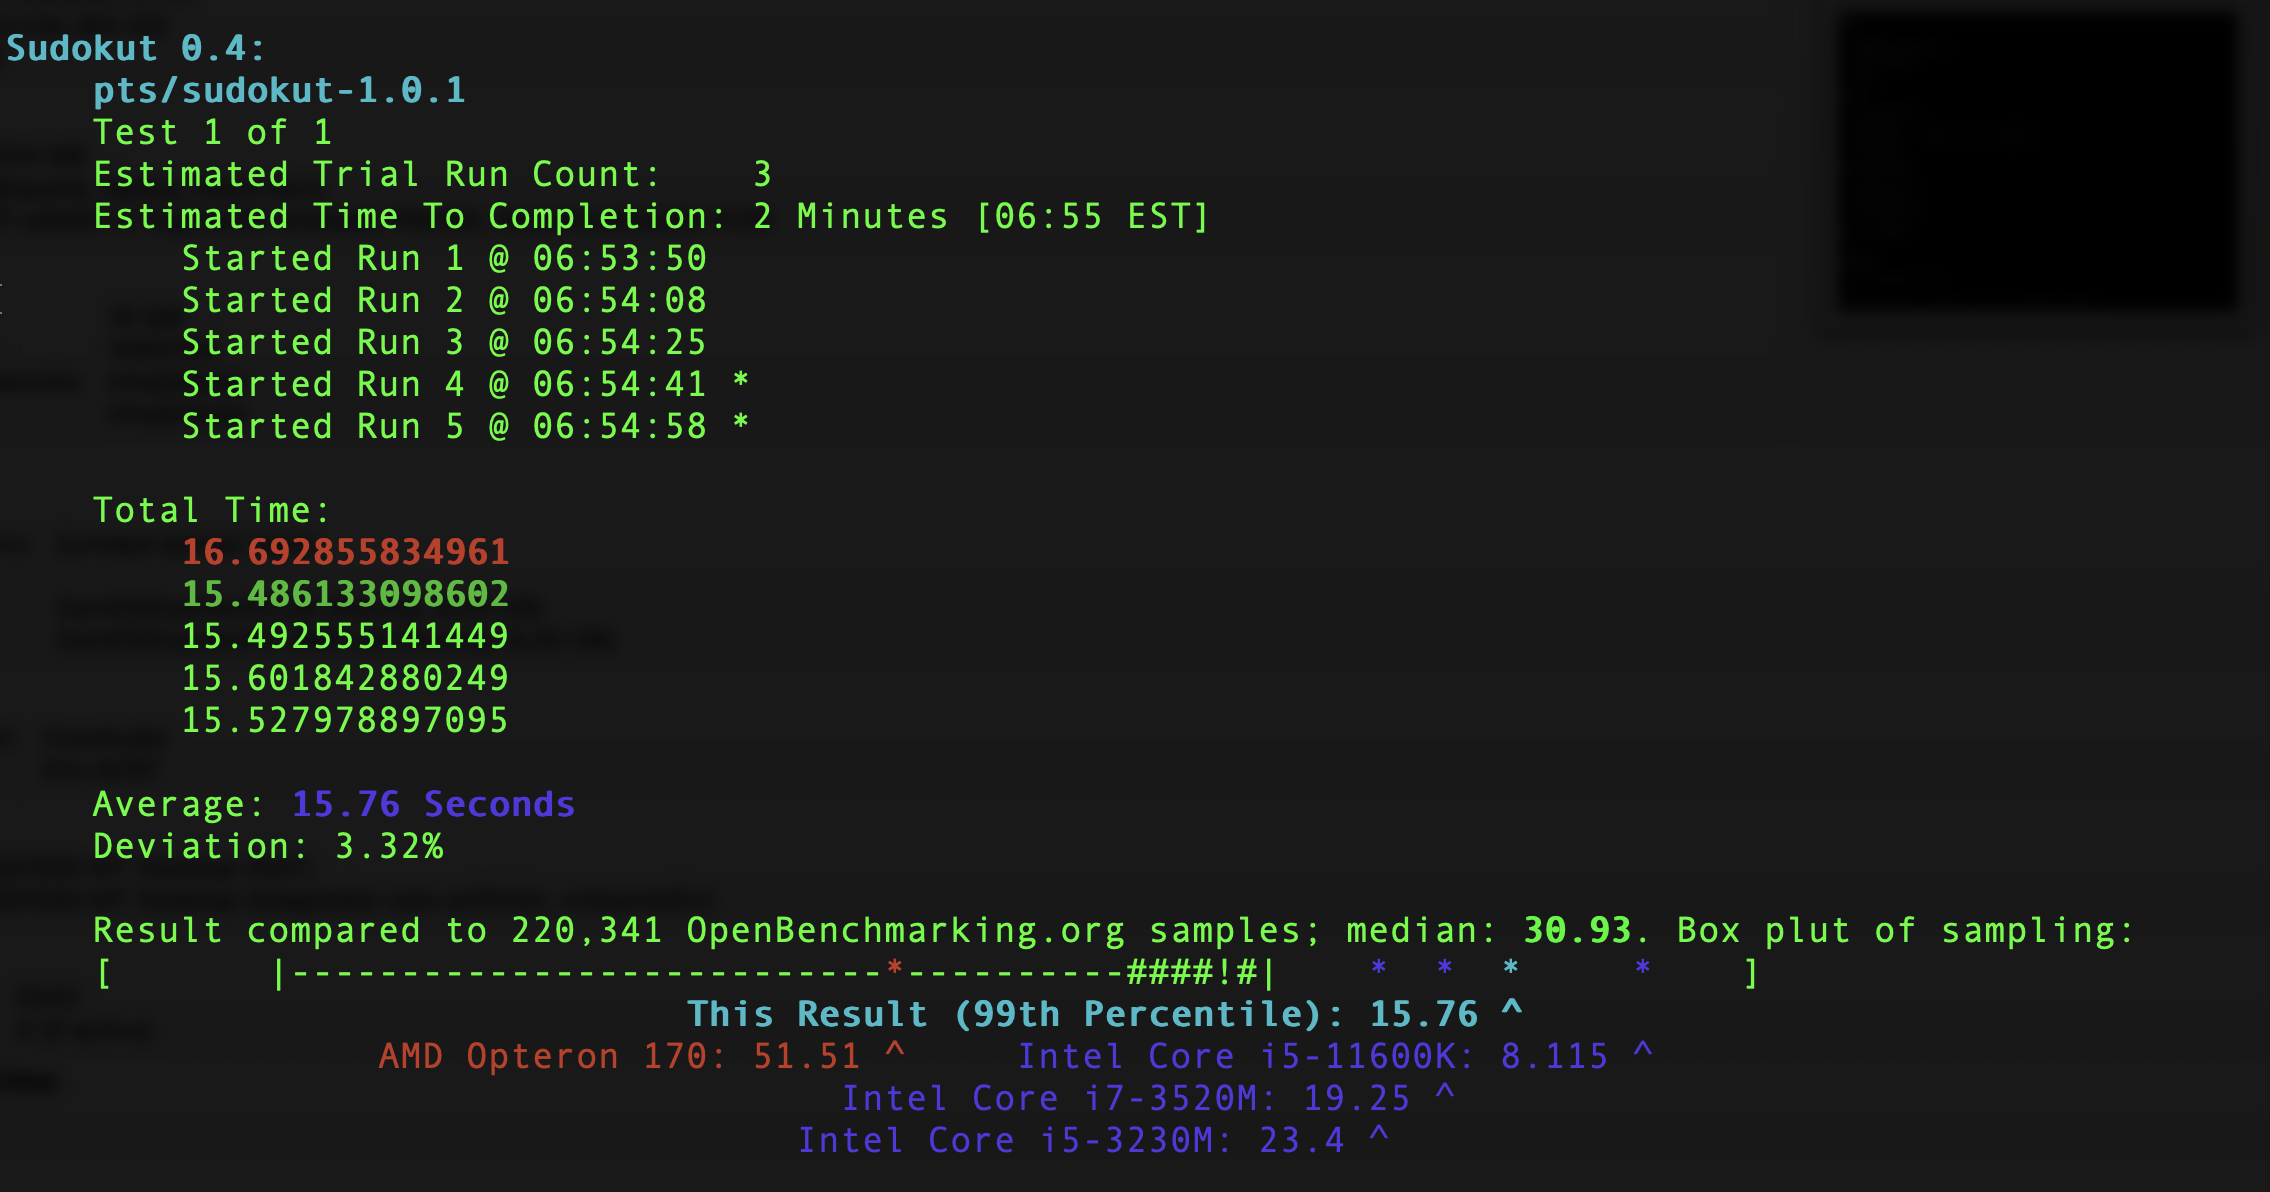 Sudokut 0.4:
pts/sudokut-1.0.1
Test 1 of 1
Estimated Trial Run Count:    3
Estimated Time To Completion: 2 Minutes [06:55 EST]
Started Run 1 @ 06:53:50
Started Run 2 @ 06:54:08
Started Run 3 @ 06:54:25
Started Run 4 @ 06:54:41 *
Started Run 5 @ 06:54:58 *
Total Time:
16.692855834961
15.486133098602
15.492555141449
15.601842880249
15.527978897095
Average: 15.76 Seconds
Deviation: 3.32%
Result compared to 220,341 OpenBenchmarking.org samples; median: 30.93. Box plut of sampling:
[       |---------------------------*----------####!#|    *  *  *     *    ]
This Result (99th Percentile): 15.76 ^
AMD Opteron 170: 51.51 ^     Intel Core i5-11600K: 8.115 ^
Intel Core i7-3520M: 19.25 ^
Intel Core i5-3230M: 23.4 ^